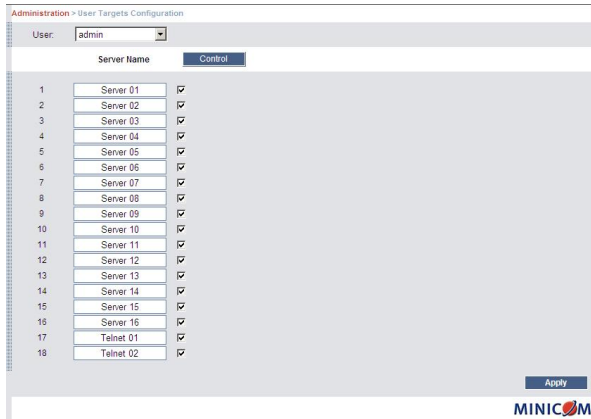 Administration > User Targets Configuration
User: admin
Server Name Control
1 Server 01
2 Server 02
3 Server 03
4 Server 04
5 Server 05
6 Server 06
7 Server 07
8 Server 08
9 Server 09
10 Server 10
11 Server 11
12 Server 12
13 Server 13
14 Server 14
15 Server 15
16 Server 16
17 Telnet 01
18 Telnet 02
Apply
MINICOM